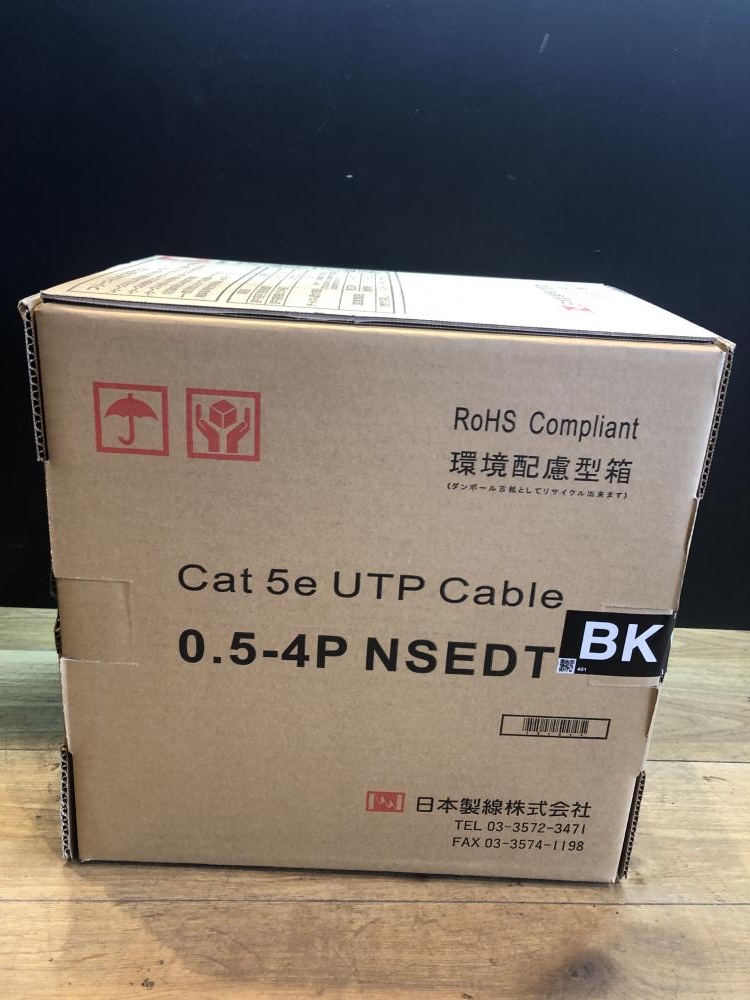 RoHS Compliant
環境配慮型箱
(ダンボール古紙としてリサイクル出来ます)
Cat 5e UTP Cable
0.5-4P NSEDT
BK
401
日本製線株式会社
TEL 03-3572-3471
FAX 03-3574-1198